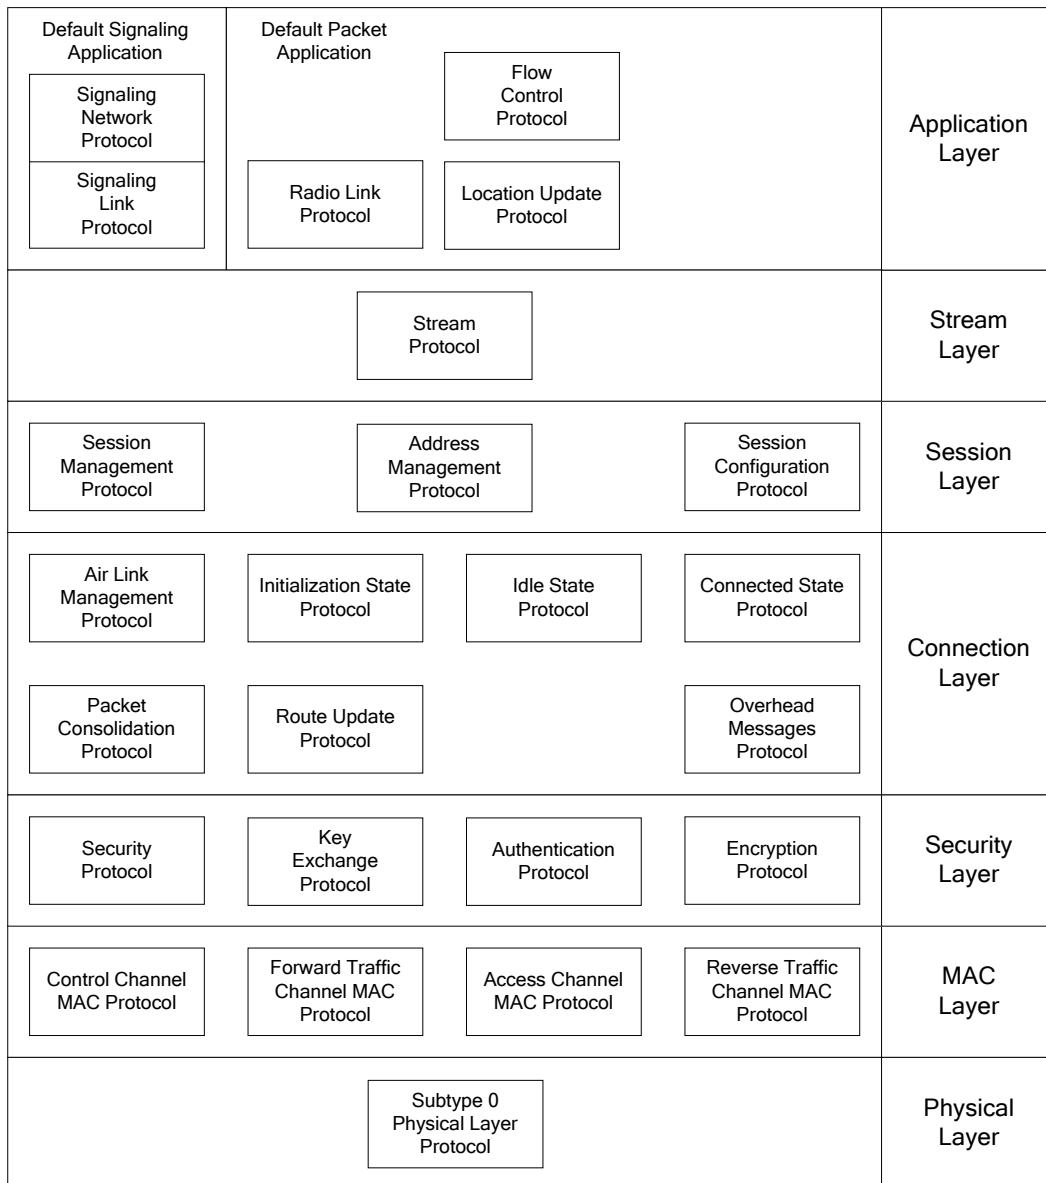 Default Signaling
Application
Signaling
Network
Protocol
Signaling
Link
Protocol
Default Packet
Application
Flow
Control
Protocol
Radio Link
Protocol
Location Update
Protocol
Application
Layer
Stream
Protocol
Stream
Layer
Session
Management
Protocol
Address
Management
Protocol
Session
Configuration
Protocol
Session
Layer
Air Link
Management
Protocol
Initialization State
Protocol
Idle State
Protocol
Connected State
Protocol
Packet
Consolidation
Protocol
Route Update
Protocol
Overhead
Messages
Protocol
Connection
Layer
Security
Protocol
Key
Exchange
Protocol
Authentication
Protocol
Encryption
Protocol
Security
Layer
Control Channel
MAC Protocol
Forward Traffic
Channel MAC
Protocol
Access Channel
MAC Protocol
Reverse Traffic
Channel MAC
Protocol
MAC
Layer
Subtype 0
Physical Layer
Protocol
Physical
Layer